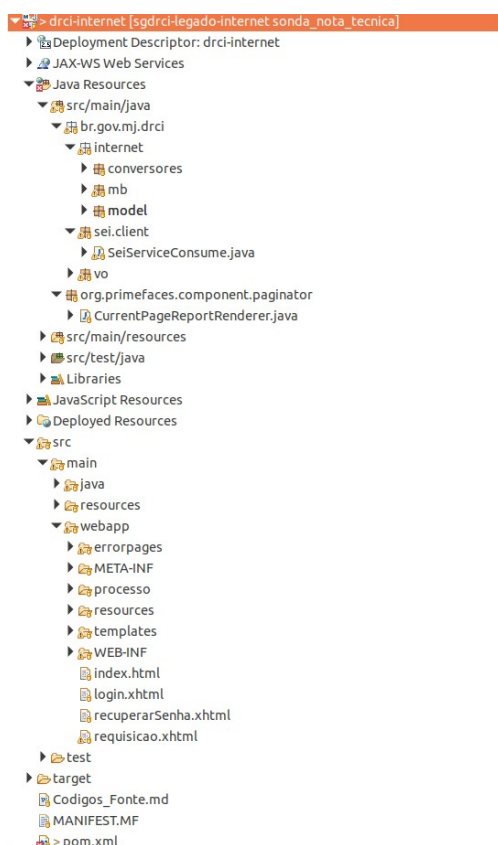 > drci-internet [sgdrci-legado-internet sonda_nota_tecnica]
Deployment Descriptor: drci-internet
JAX-WS Web Services
Java Resources
src/main/java
br.gov.mj.drci
internet
conversores
mb
model
sei.client
SeiServiceConsume.java
vo
org.primefaces.component.paginator
CurrentPageReportRenderer.java
src/main/resources
src/test/java
Libraries
JavaScript Resources
Deployed Resources
src
main
java
resources
webapp
errorpages
META-INF
processo
resources
templates
WEB-INF
index.html
login.xhtml
recuperarSenha.xhtml
requisicao.xhtml
test
target
Codigos_Fonte.md
MANIFEST.MF
> pom.xml